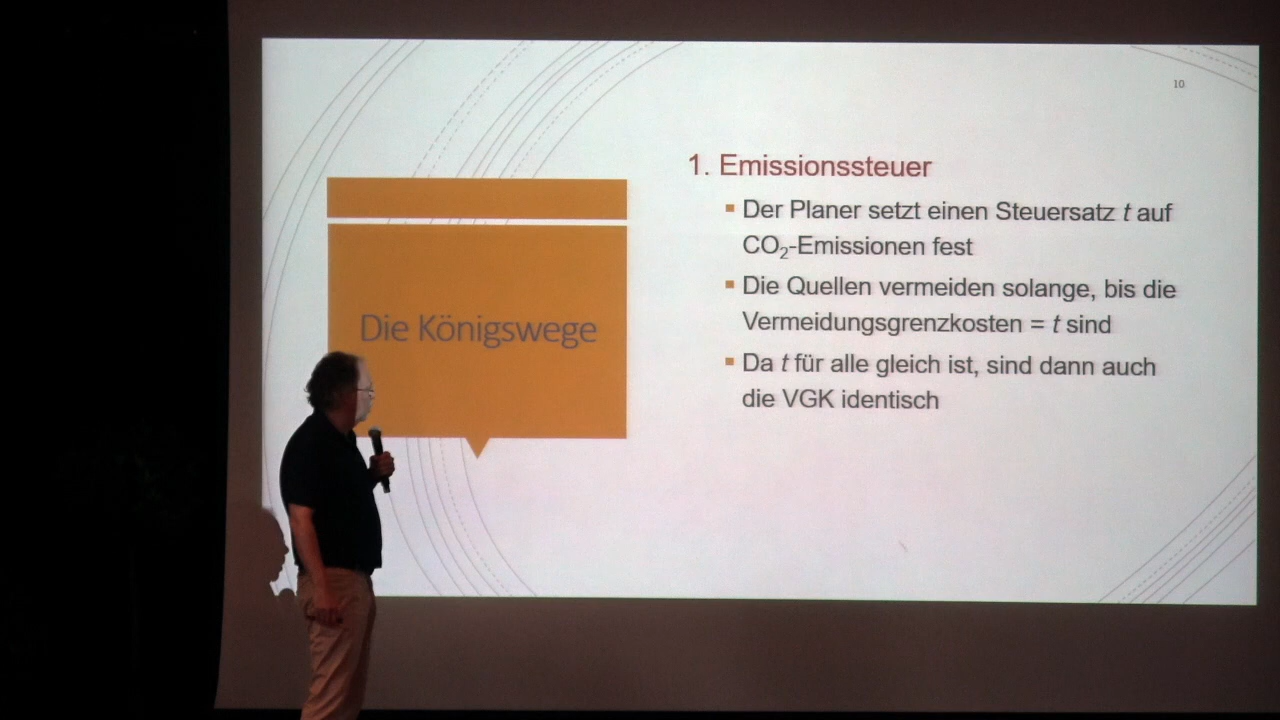 10
Die Königswege
1. Emissionssteuer
▪ Der Planer setzt einen Steuersatz t auf
CO₂-Emissionen fest
▪ Die Quellen vermeiden solange, bis die
Vermeidungsgrenzkosten = t sind
▪ Da t für alle gleich ist, sind dann auch
die VGK identisch